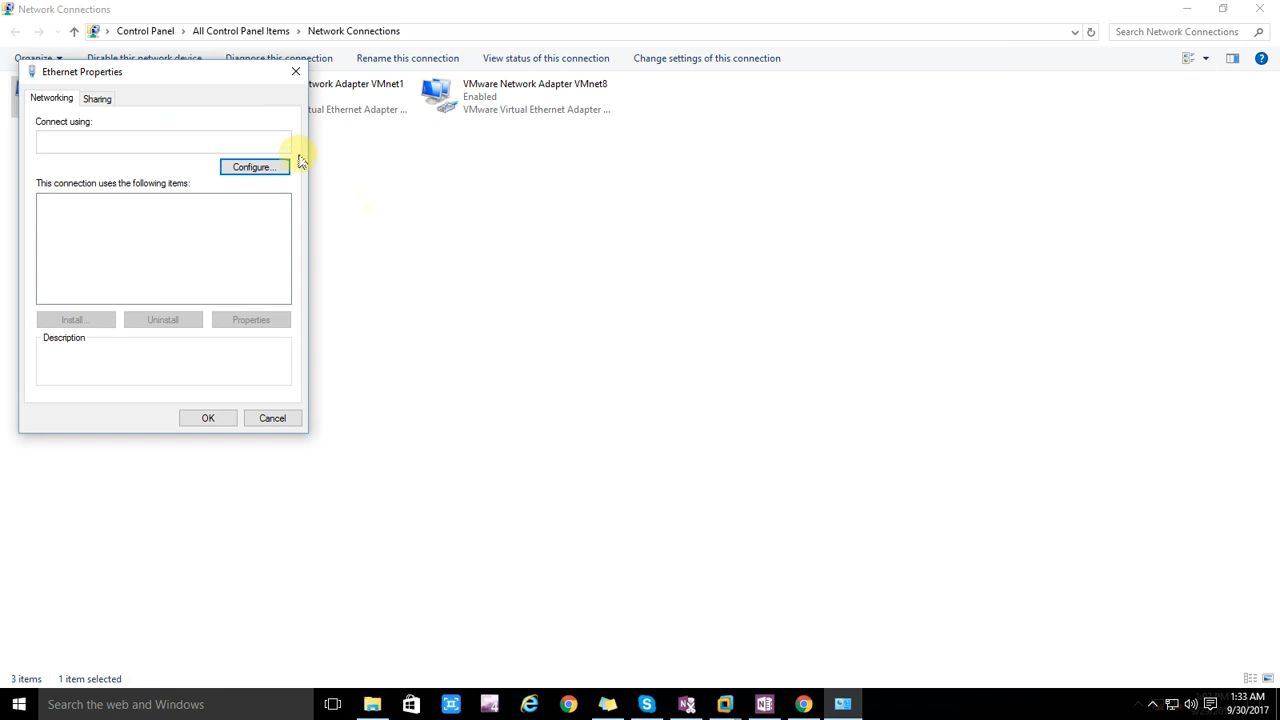 Network Connections
Control Panel > All Control Panel Items > Network Connections
Search Network Connections
Organize Disable this network device Diagnose this connection Rename this connection View status of this connection Change settings of this connection
Ethernet Properties
twork Adapter VMnet1
tual Ethernet Adapter ...
VMware Network Adapter VMnet8
Enabled
VMware Virtual Ethernet Adapter ...
Networking Sharing
Connect using:
Configure...
This connection uses the following items:
Install... Uninstall Properties
Description
OK Cancel
3 items 1 item selected
Search the web and Windows
1:33 AM
9/30/2017